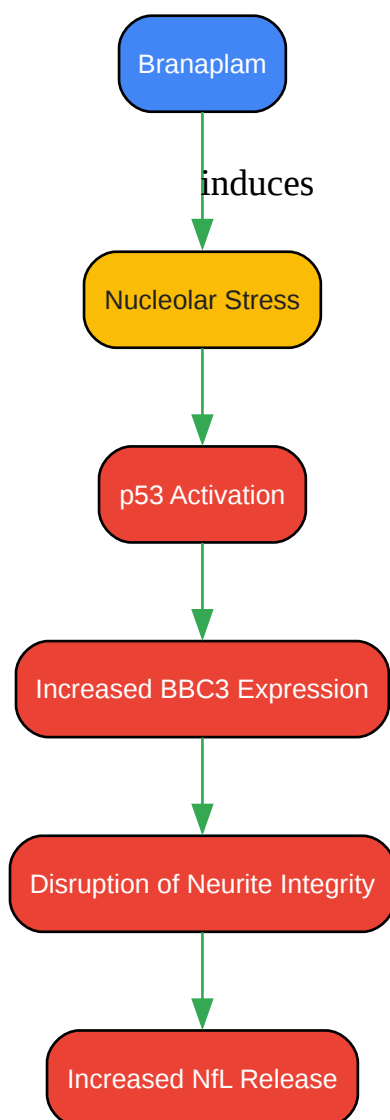 Branaplam
induces
Nucleolar Stress
p53 Activation
Increased BBC3 Expression
Disruption of Neurite Integrity
Increased NfL Release